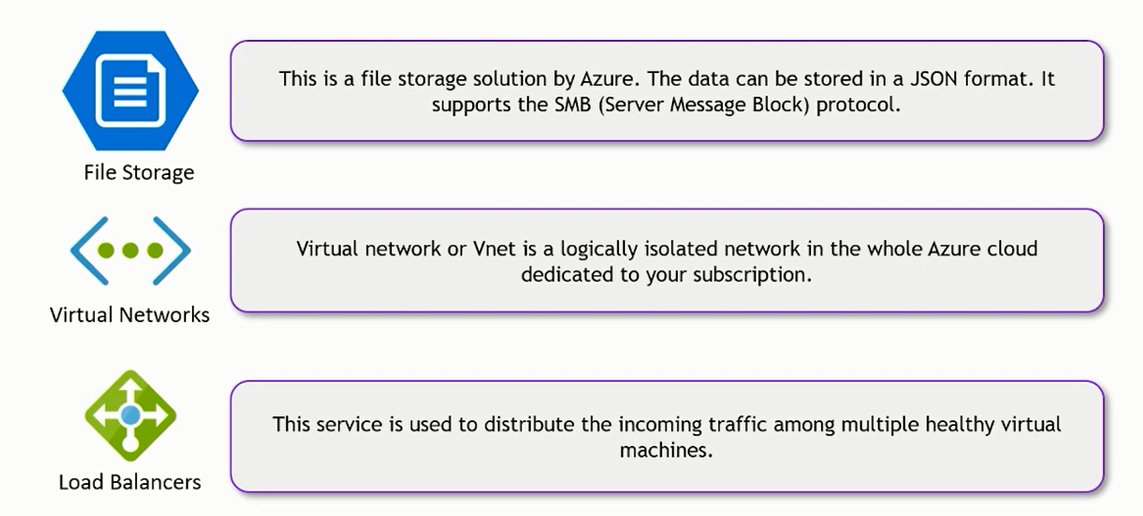 This is a file storage solution by Azure. The data can be stored in a JSON format. It
supports the SMB (Server Message Block) protocol.
File Storage
Virtual network or Vnet is a logically isolated network in the whole Azure cloud
dedicated to your subscription.
Virtual Networks
This service is used to distribute the incoming traffic among multiple healthy virtual
machines.
Load Balancers